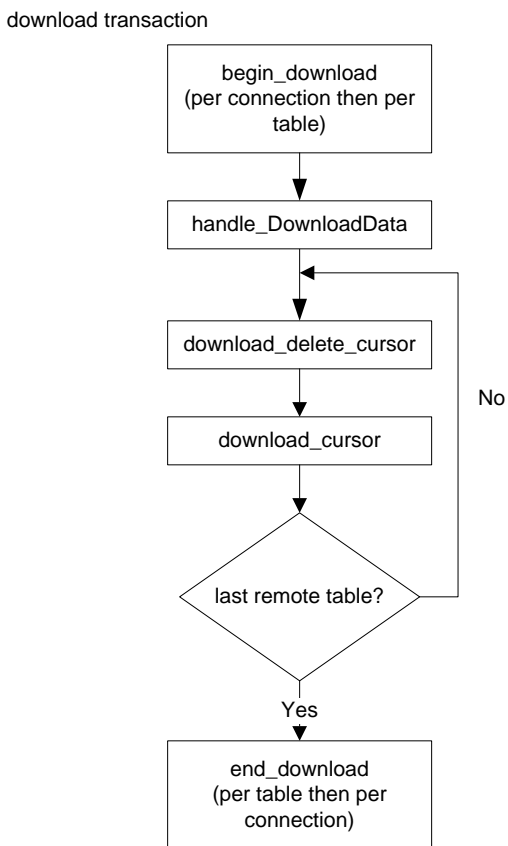 download transaction
begin_download
(per connection then per
table)
handle_DownloadData
download_delete_cursor
No
download_cursor
last remote table?
Yes
end_download
(per table then per
connection)